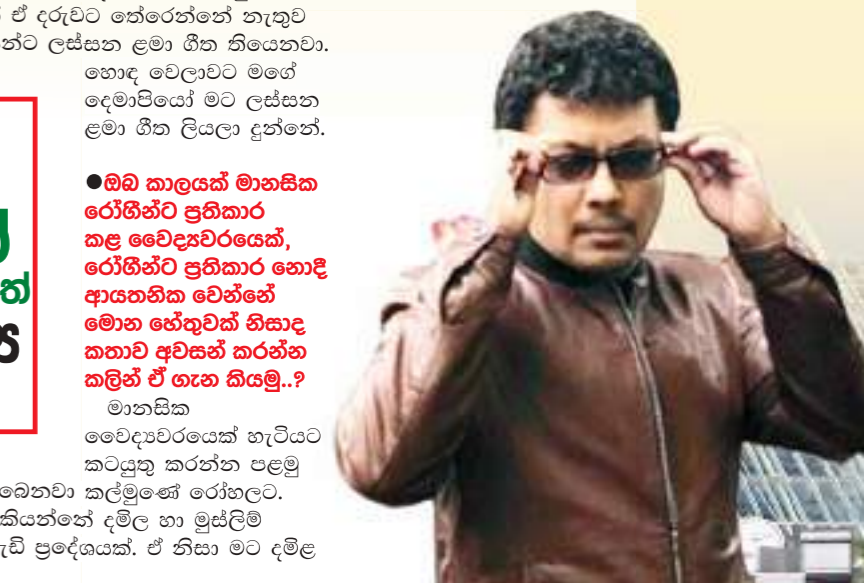 ඒ දරුවට තේරෙන්නේ නැතුව
න්ට ලස්සන ළමා ගීත තියෙනවා.
හොඳ වෙලාවට මගේ
දෙමාපියෝ මට ලස්සන
ළමා ගීත ලියලා දුන්නේ.
●ඔබ කාලයක් මානසික
රෝගීන්ට ප්‍රතිකාර
කළ වෛද්‍යවරයෙක්,
රෝගීන්ට ප්‍රතිකාර නොදී
ආයතනික වෙන්නේ
මොන හේතුවක් නිසාද
කතාව අවසන් කරන්න
කලින් ඒ ගැන කියමු..?
මානසික
වෛද්‍යවරයෙක් හැටියට
කටයුතු කරන්න පළමු
බෙනවා කල්මුණේ රෝහලට.
කියන්නේ දමිල හා මුස්ලිම්
ඩි ප්‍රදේශයක්. ඒ නිසා මට දමිළ